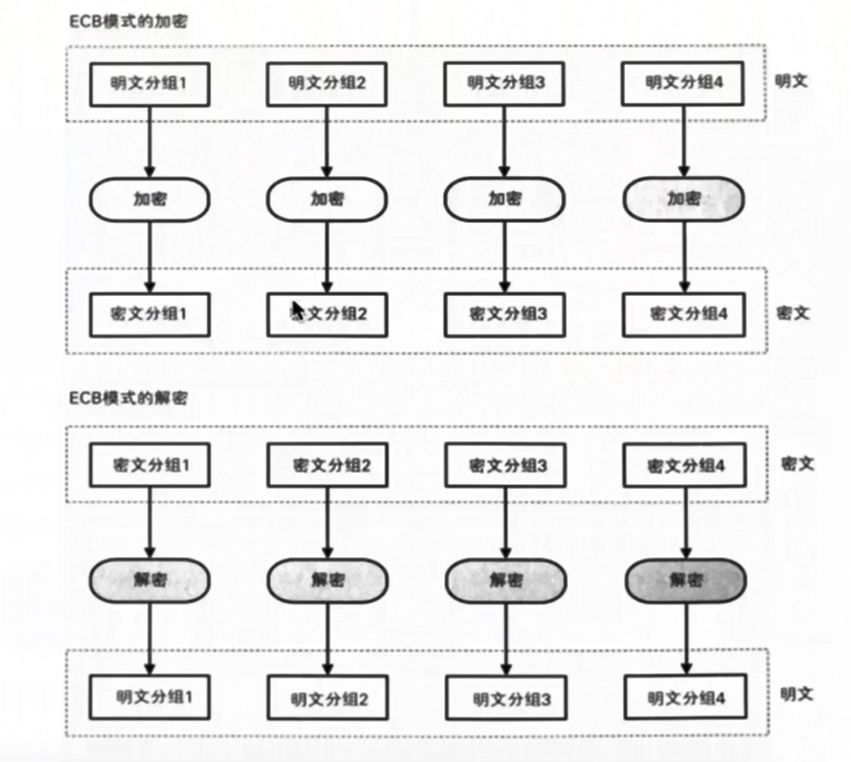 ECB模式的加密
明文分组1 明文分组2 明文分组3 明文分组4 明文
加密 加密 加密 加密
密文分组1 文分组2 密文分组3 密文分组4 密文
ECB模式的解密
密文分组1 密文分组2 密文分组3 密文分组4 密文
解密 解密 解密 解密
明文分组1 明文分组2 明文分组3 明文分组4 明文